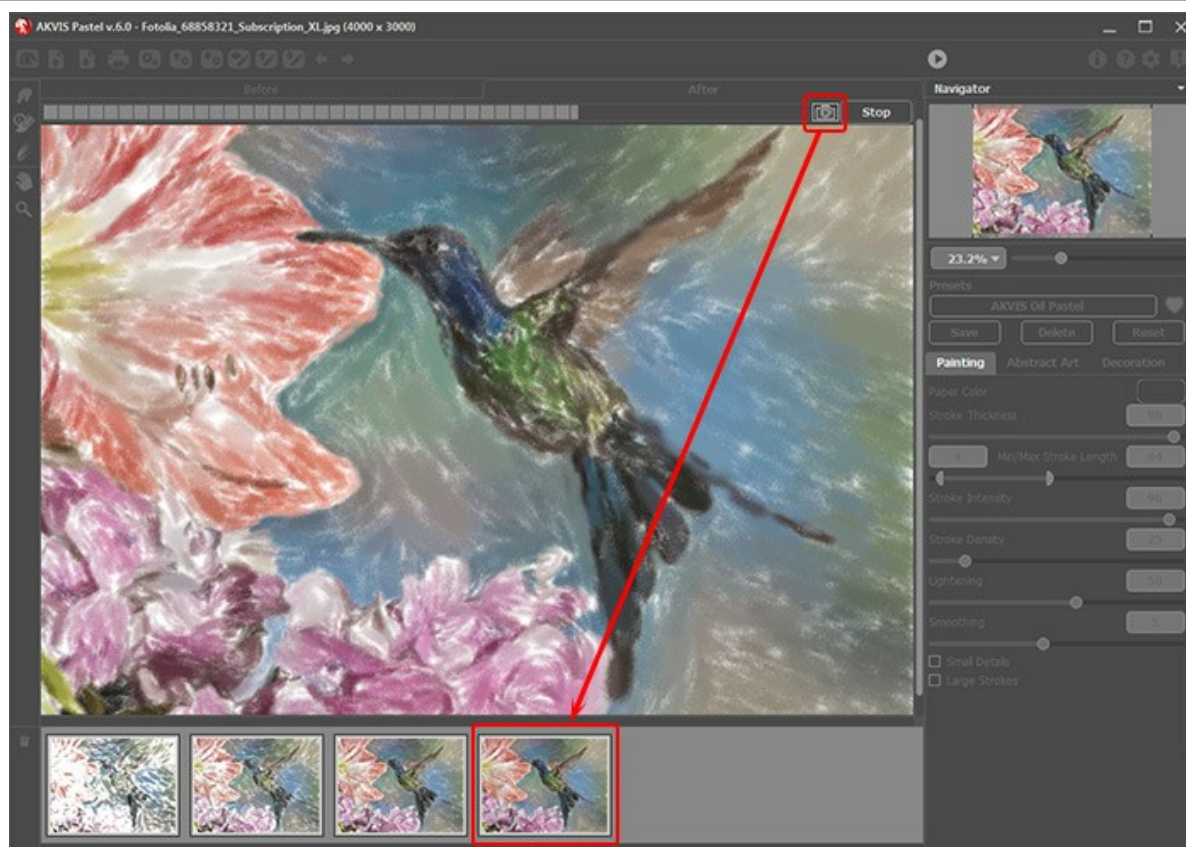 AKVIS Pastel v.6.0 - Fotolia_68858321_Subscription_XL.jpg (4000 x 3000)
Before
After
Stop
Navigator
23.2%
Presets
AKVIS Oil Pastel
Save Delete Reset
Painting Abstract Art Decoration
Paper Color
Stroke Thickness
4 Min/Max Stroke Length 44
Stroke Intensity 98
Stroke Density 25
Lightening 58
Smoothing 5
Small Details
Large Strokes